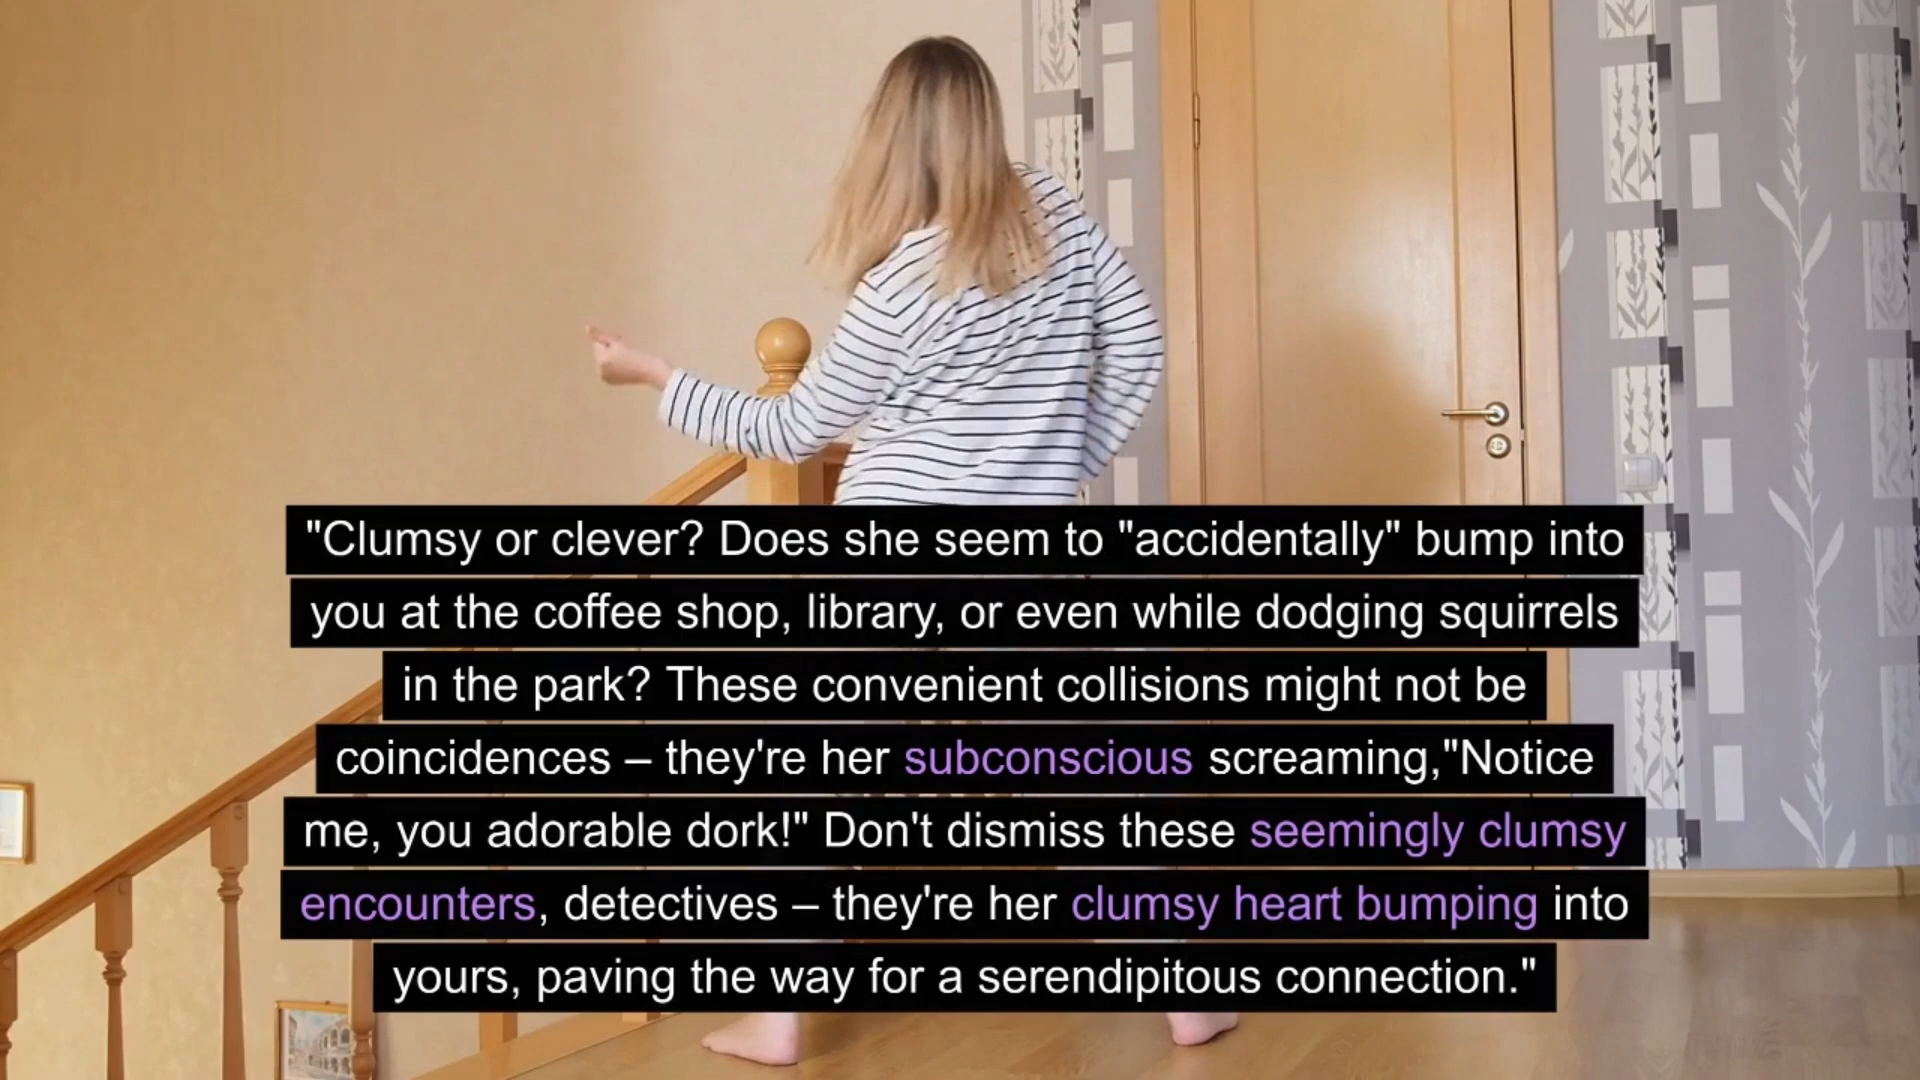 "Clumsy or clever? Does she seem to "accidentally" bump into
you at the coffee shop, library, or even while dodging squirrels
in the park? These convenient collisions might not be
coincidences – they're her subconscious screaming,"Notice
me, you adorable dork!" Don't dismiss these seemingly clumsy
encounters, detectives – they're her clumsy heart bumping into
yours, paving the way for a serendipitous connection."